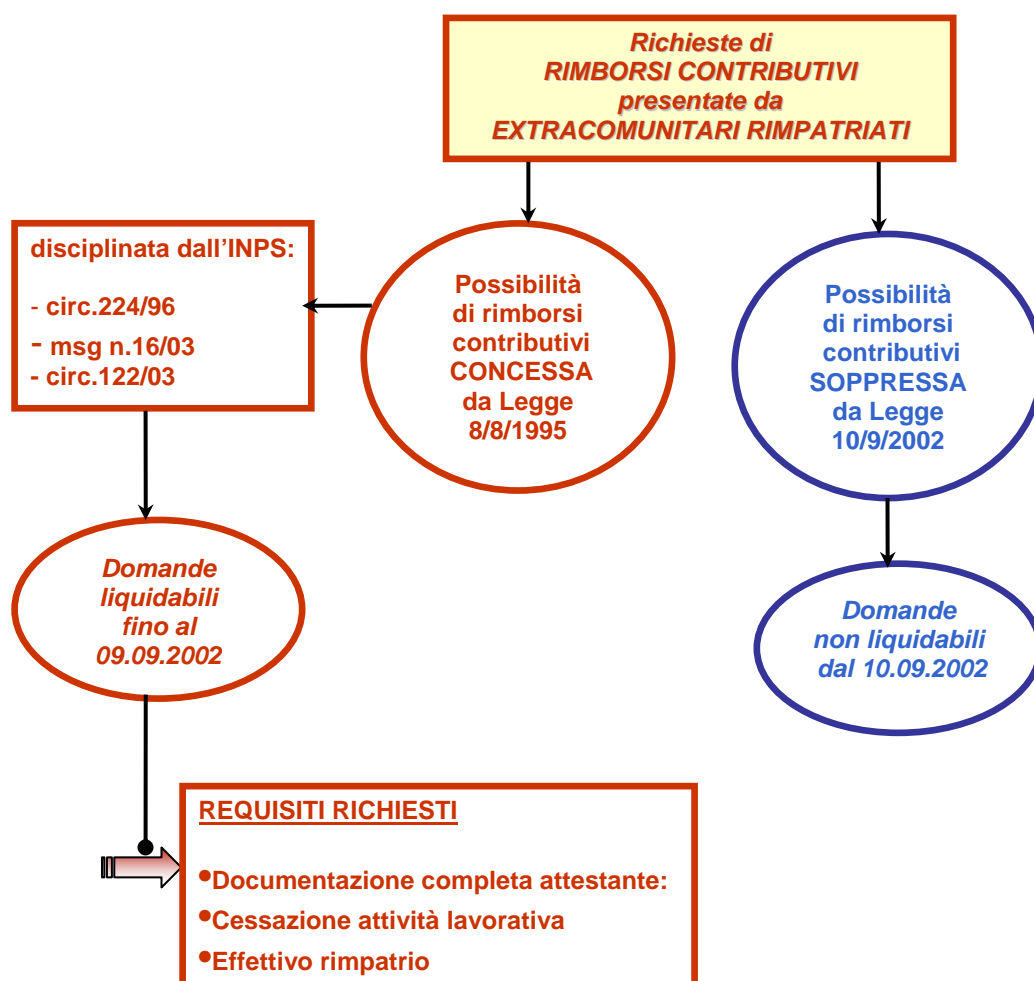 Richieste di
RIMBORSI CONTRIBUTIVI
presentate da
EXTRACOMUNITARI RIMPATRIATI
disciplinata dall’INPS:
- circ.224/96
- msg n.16/03
- circ.122/03
Possibilità
di rimborsi
contributivi
CONCESSA
da Legge
8/8/1995
Possibilità
di rimborsi
contributivi
SOPPRESSA
da Legge
10/9/2002
Domande
liquidabili
fino al
09.09.2002
Domande
non liquidabili
dal 10.09.2002
REQUISITI RICHIESTI
•Documentazione completa attestante:
•Cessazione attività lavorativa
•Effettivo rimpatrio